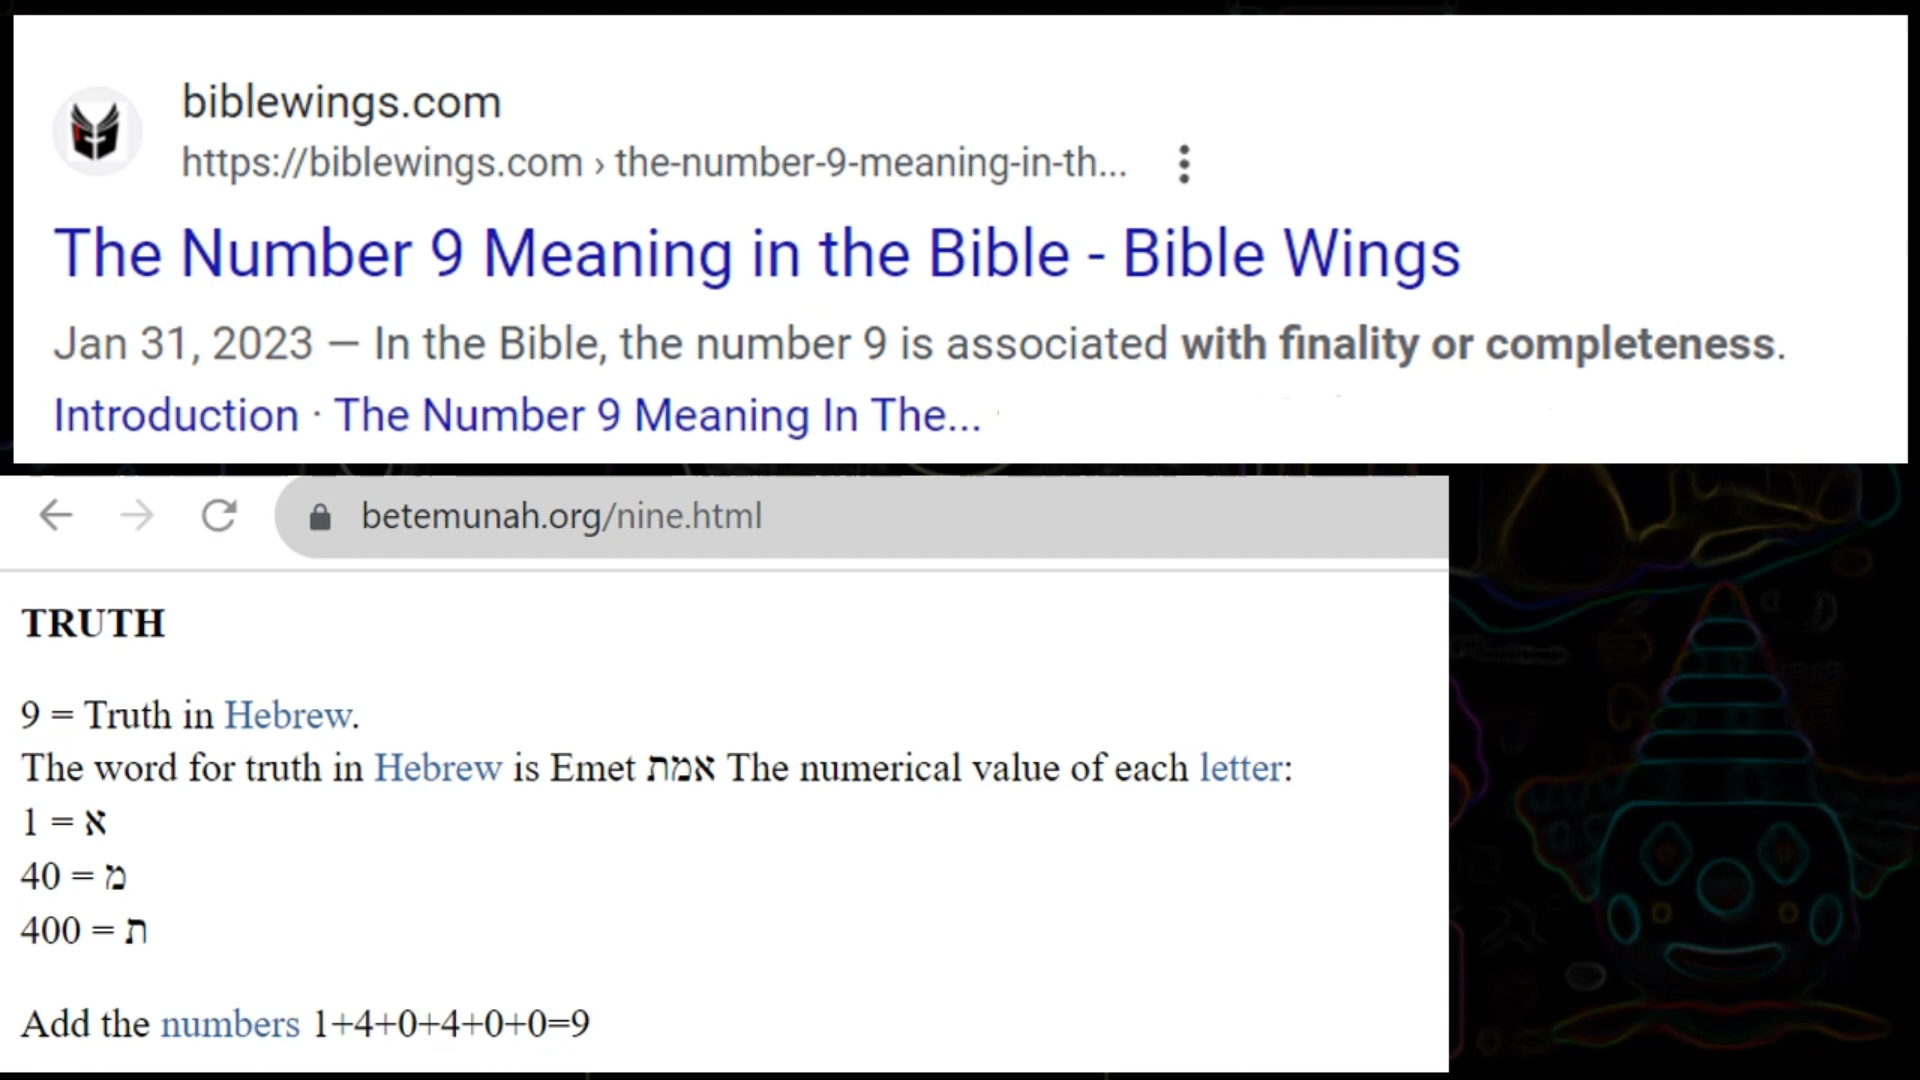 biblewings.com
https://biblewings.com › the-number-9-meaning-in-th...
The Number 9 Meaning in the Bible - Bible Wings
Jan 31, 2023 — In the Bible, the number 9 is associated with finality or completeness.
Introduction · The Number 9 Meaning In The...
betemunah.org/nine.html
TRUTH
9 = Truth in Hebrew.
The word for truth in Hebrew is Emet אמת The numerical value of each letter:
1 = א
40 = מ
400 = ת
Add the numbers 1+4+0+4+0+0=9